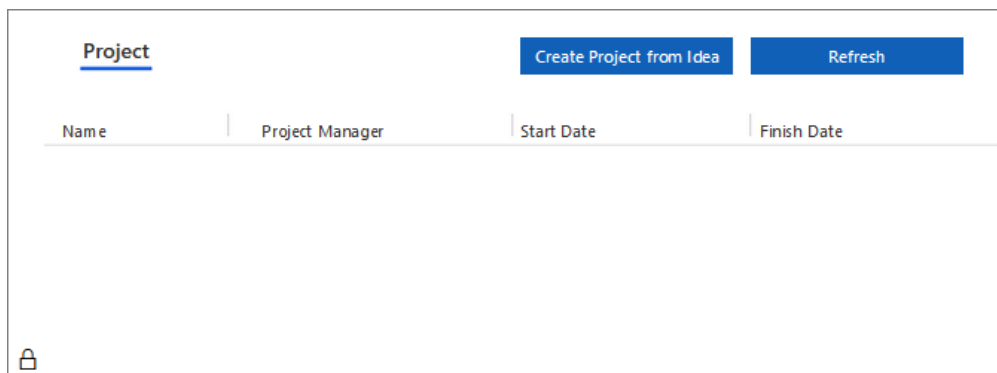 Project
Create Project from Idea
Refresh
Name
Project Manager
Start Date
Finish Date